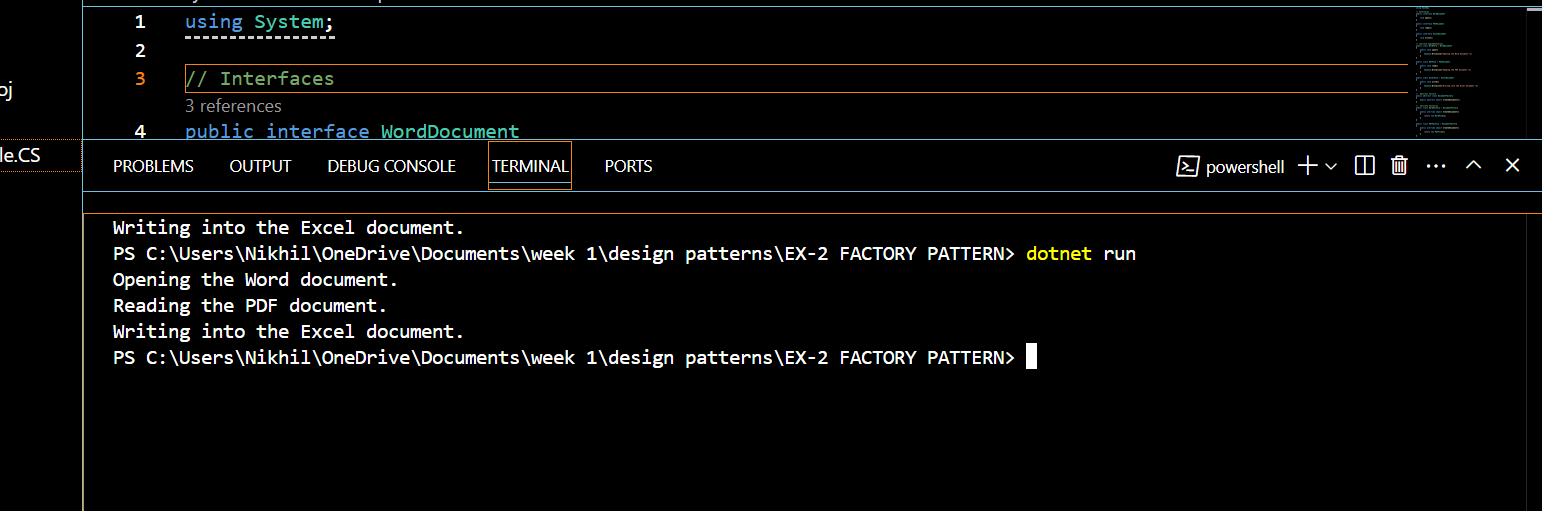 1 using System;
2
oj
3 // Interfaces
3 references
4 public interface WordDocument
le.CS
PROBLEMS OUTPUT DEBUG CONSOLE TERMINAL PORTS powershell
Writing into the Excel document.
PS C:\Users\Nikhil\OneDrive\Documents\week 1\design patterns\EX-2 FACTORY PATTERN> dotnet run
Opening the Word document.
Reading the PDF document.
Writing into the Excel document.
PS C:\Users\Nikhil\OneDrive\Documents\week 1\design patterns\EX-2 FACTORY PATTERN>